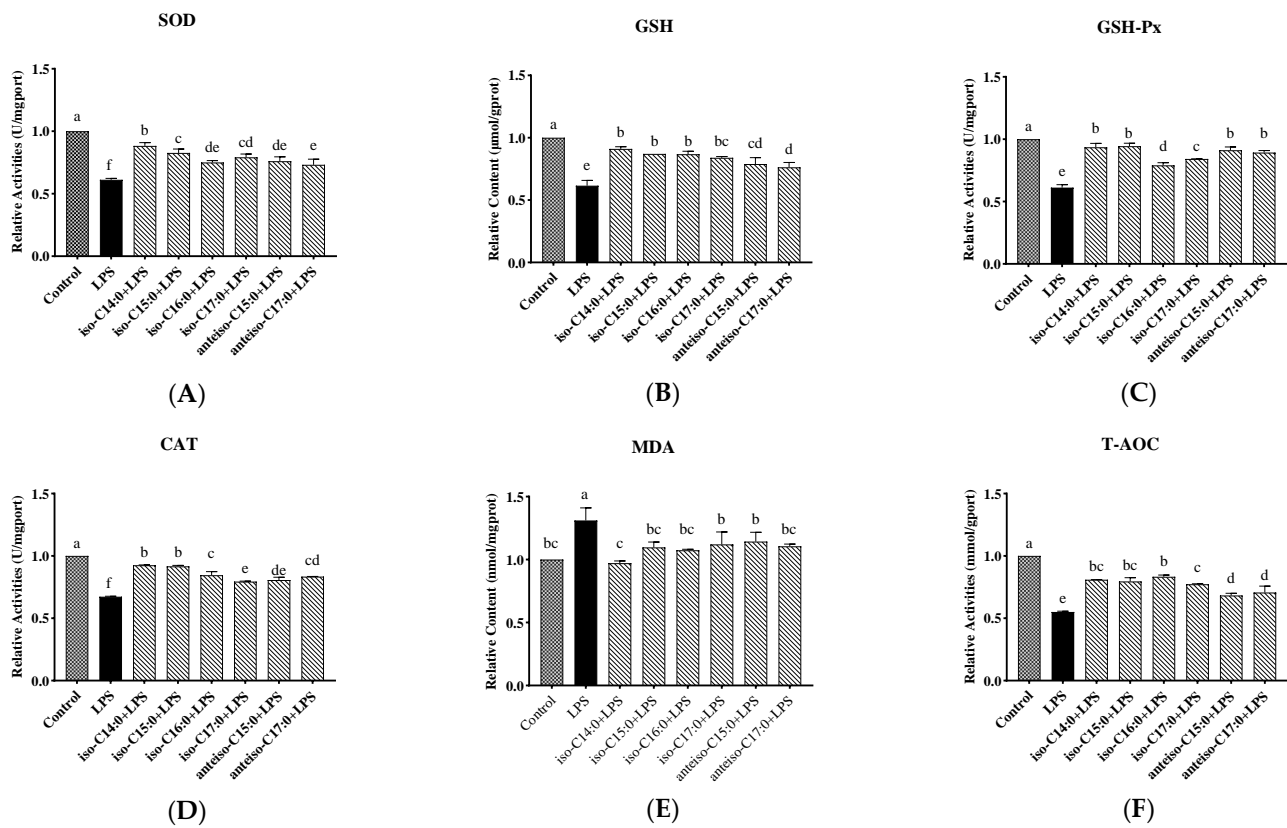 SOD
Relative Activities (U/mgport)
1.5
1.0
0.5
0.0
a
f
b
c
de
cd
de
e
Control
LPS
iso-C14:0+LPS
iso-C15:0+LPS
iso-C16:0+LPS
iso-C17:0+LPS
anteiso-C15:0+LPS
anteiso-C17:0+LPS
(A)
GSH
Relative Content (μmol/gprot)
1.5
1.0
0.5
0.0
a
e
b
b
b
bc
cd
d
Control
LPS
iso-C14:0+LPS
iso-C15:0+LPS
iso-C16:0+LPS
iso-C17:0+LPS
anteiso-C15:0+LPS
anteiso-C17:0+LPS
(B)
GSH-Px
Relative Activities (U/mgport)
1.5
1.0
0.5
0.0
a
e
b
b
d
c
b
b
Control
LPS
iso-C14:0+LPS
iso-C15:0+LPS
iso-C16:0+LPS
iso-C17:0+LPS
anteiso-C15:0+LPS
anteiso-C17:0+LPS
(C)
CAT
Relative Activities (U/mgport)
1.5
1.0
0.5
0.0
a
f
b
b
c
e
de
cd
Control
LPS
iso-C14:0+LPS
iso-C15:0+LPS
iso-C16:0+LPS
iso-C17:0+LPS
anteiso-C15:0+LPS
anteiso-C17:0+LPS
(D)
MDA
Relative Content (nmol/mgprot)
1.5
1.0
0.5
0.0
bc
a
c
bc
bc
b
b
bc
Control
LPS
iso-C14:0+LPS
iso-C15:0+LPS
iso-C16:0+LPS
iso-C17:0+LPS
anteiso-C15:0+LPS
anteiso-C17:0+LPS
(E)
T-AOC
Relative Activities (mmol/gport)
1.5
1.0
0.5
0.0
a
e
bc
bc
b
c
d
d
Control
LPS
iso-C14:0+LPS
iso-C15:0+LPS
iso-C16:0+LPS
iso-C17:0+LPS
anteiso-C15:0+LPS
anteiso-C17:0+LPS
(F)